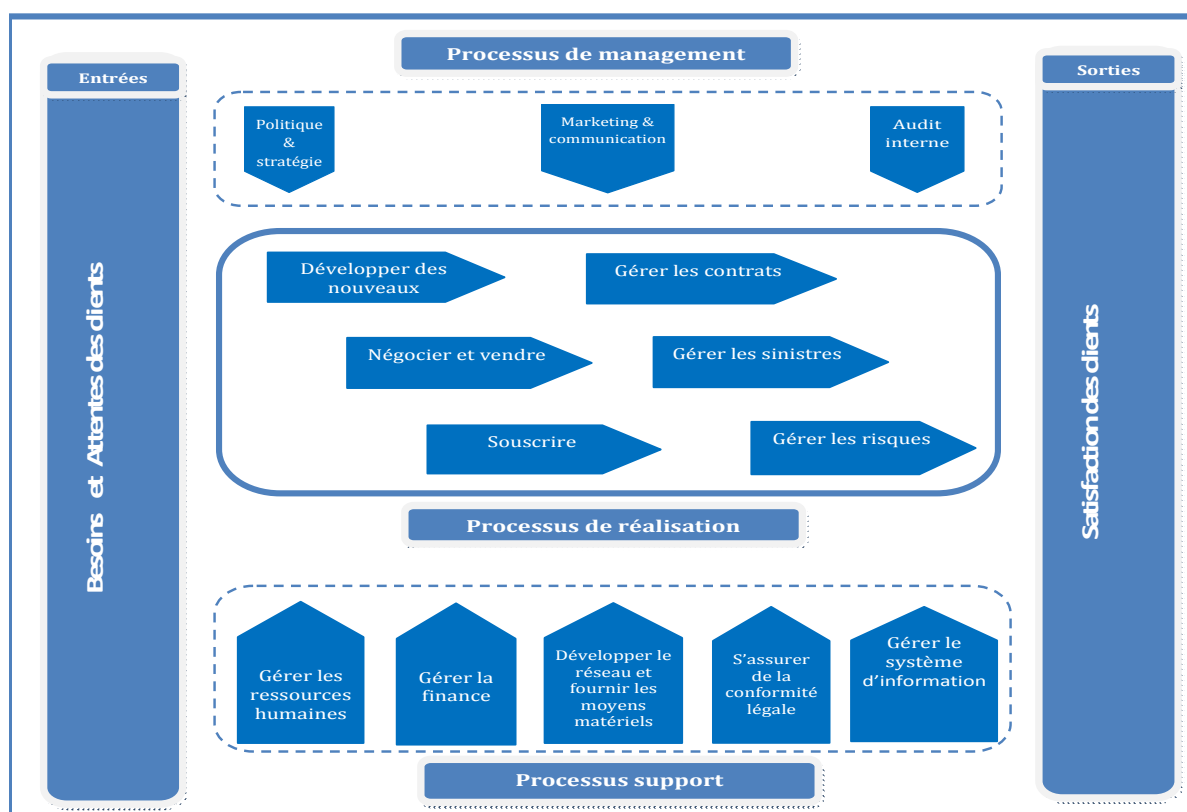 Processus de management
Entrées
Sorties
Politique
&
stratégie
Marketing &
communication
Audit
interne
Besoins et Attentes des clients
Satisfaction des clients
Développer des
nouveaux
Gérer les contrats
Négocier et vendre
Gérer les sinistres
Souscrire
Gérer les risques
Processus de réalisation
Gérer les
ressources
humaines
Gérer la
finance
Développer le
réseau et
fournir les
moyens
matériels
S'assurer
de la
conformité
légale
Gérer le
système
d'information
Processus support